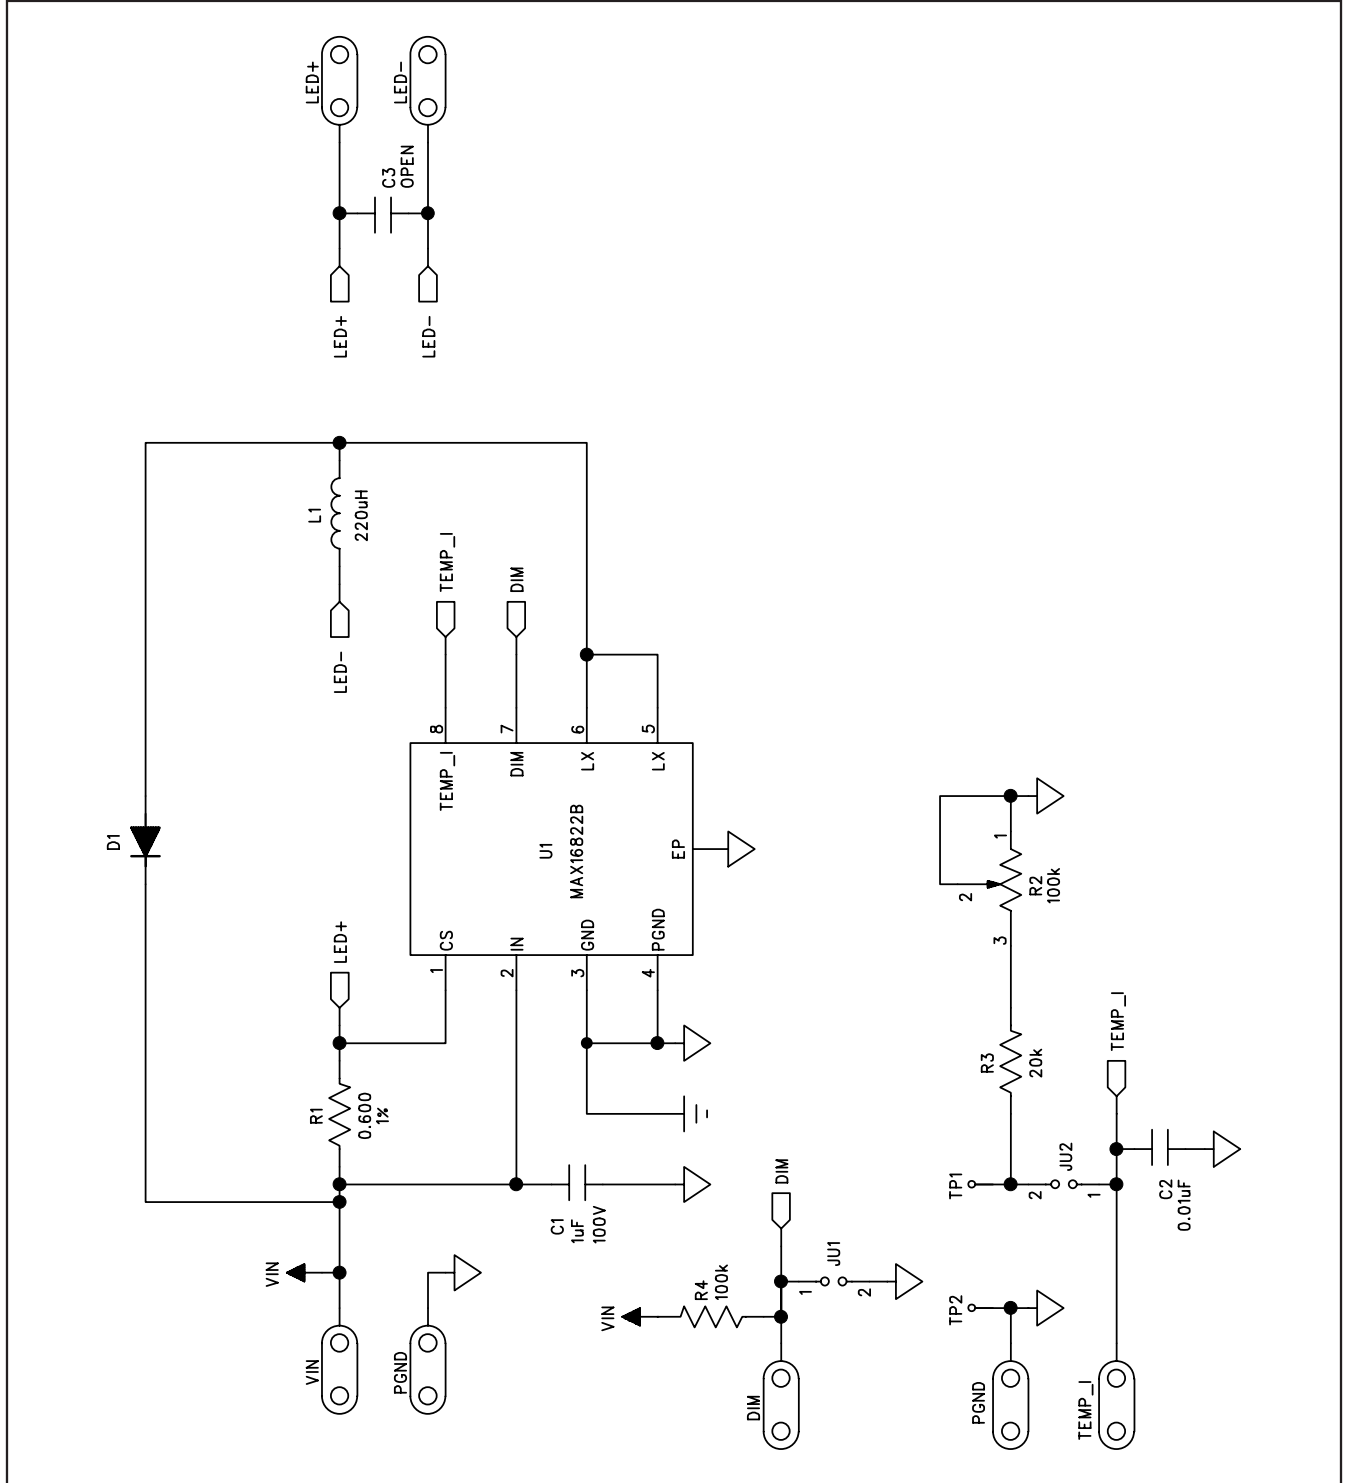 VIN
PGND
VIN
R1
0.600
1%
LED+
D1
LED-
L1
220uH
LED+
LED-
C3
OPEN
LED+
LED-
C1
1uF
100V
1
CS
2
IN
3
GND
4
PGND
U1
MAX16822B
EP
TEMP_I
8
TEMP_I
DIM
7
DIM
LX
6
LX
5
DIM
VIN
R4
100k
DIM
1
2
JU1
PGND
TP2
TEMP_I
TP1
2
1
JU2
C2
0.01uF
TEMP_I
R3
20k
3
2
1
R2
100k